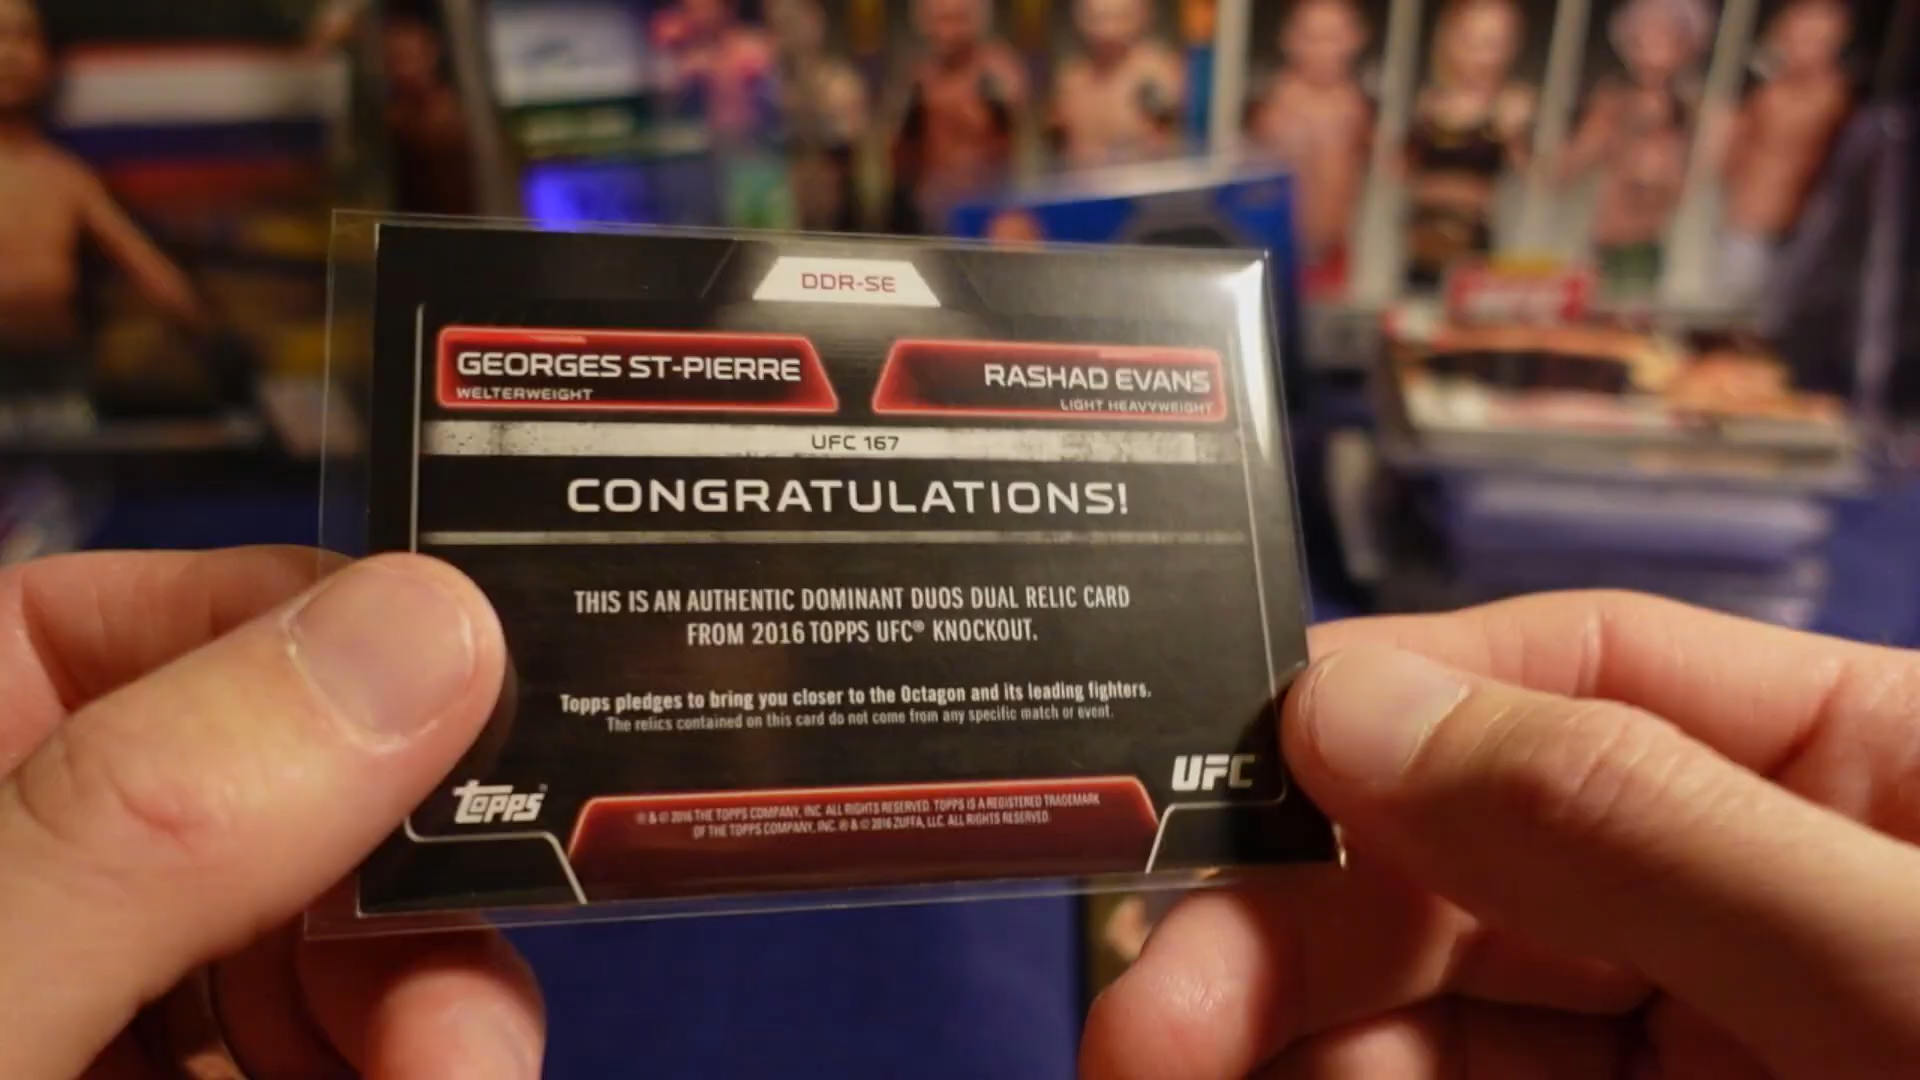 DDR-SE
GEORGES ST-PIERRE
WELTERWEIGHT
RASHAD EVANS
LIGHT HEAVYWEIGHT
UFC 167
CONGRATULATIONS!
THIS IS AN AUTHENTIC DOMINANT DUOS DUAL RELIC CARD
FROM 2016 TOPPS UFC® KNOCKOUT.
Topps pledges to bring you closer to the Octagon and its leading fighters.
The relics contained on this card do not come from any specific match or event.
topps
UFC
® & © 2016 THE TOPPS COMPANY, INC. ALL RIGHTS RESERVED. TOPPS IS A REGISTERED TRADEMARK
OF THE TOPPS COMPANY, INC. ® & © 2016 ZUFFA, LLC. ALL RIGHTS RESERVED.